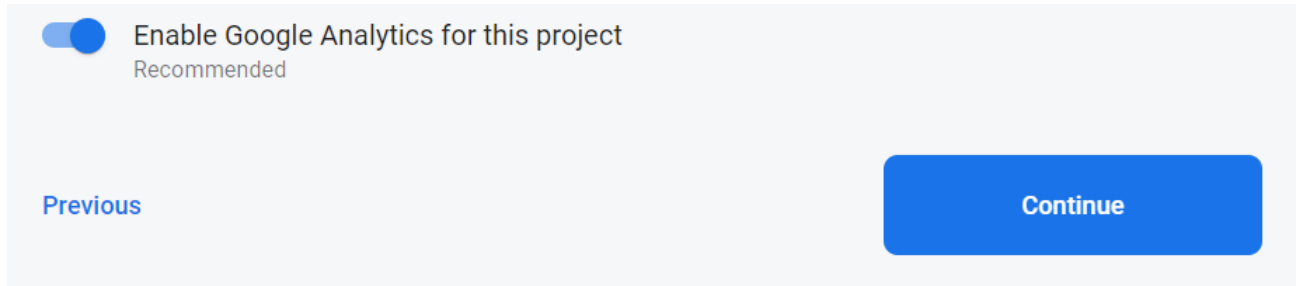 Enable Google Analytics for this project
Recommended
Previous
Continue